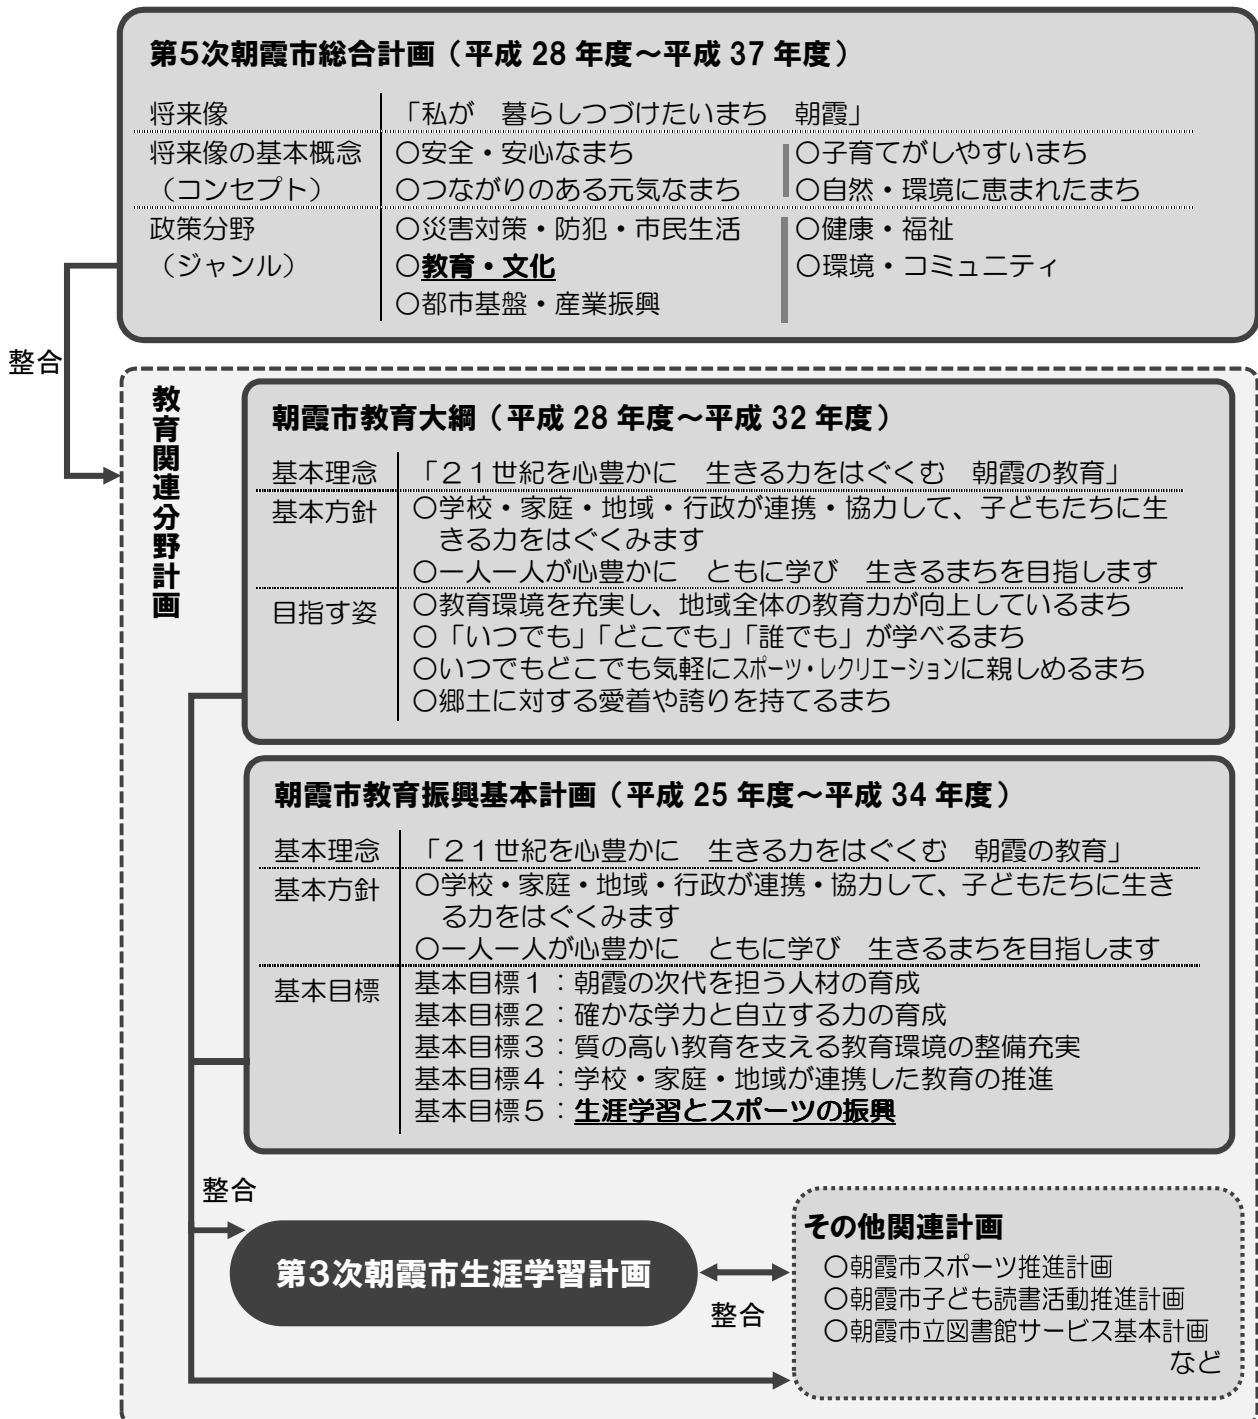 第5次朝霞市総合計画（平成 28 年度～平成 37 年度）
将来像 「私が　暮らしつづけたいまち　朝霞」
将来像の基本概念 ○安全・安心なまち ○子育てがしやすいまち
（コンセプト） ○つながりのある元気なまち ○自然・環境に恵まれたまち
政策分野 ○災害対策・防犯・市民生活 ○健康・福祉
（ジャンル） ○教育・文化 ○環境・コミュニティ
○都市基盤・産業振興
整合
教育関連分野計画
朝霞市教育大綱（平成 28 年度～平成 32 年度）
基本理念 「２１世紀を心豊かに　生きる力をはぐくむ　朝霞の教育」
基本方針 ○学校・家庭・地域・行政が連携・協力して、子どもたちに生
きる力をはぐくみます
○一人一人が心豊かに　ともに学び　生きるまちを目指します
目指す姿 ○教育環境を充実し、地域全体の教育力が向上しているまち
○「いつでも」「どこでも」「誰でも」が学べるまち
○いつでもどこでも気軽にスポーツ・レクリエーションに親しめるまち
○郷土に対する愛着や誇りを持てるまち
朝霞市教育振興基本計画（平成 25 年度～平成 34 年度）
基本理念 「２１世紀を心豊かに　生きる力をはぐくむ　朝霞の教育」
基本方針 ○学校・家庭・地域・行政が連携・協力して、子どもたちに生き
る力をはぐくみます
○一人一人が心豊かに　ともに学び　生きるまちを目指します
基本目標 基本目標１：朝霞の次代を担う人材の育成
基本目標２：確かな学力と自立する力の育成
基本目標３：質の高い教育を支える教育環境の整備充実
基本目標４：学校・家庭・地域が連携した教育の推進
基本目標５：生涯学習とスポーツの振興
整合
第3次朝霞市生涯学習計画
整合
その他関連計画
○朝霞市スポーツ推進計画
○朝霞市子ども読書活動推進計画
○朝霞市立図書館サービス基本計画
など